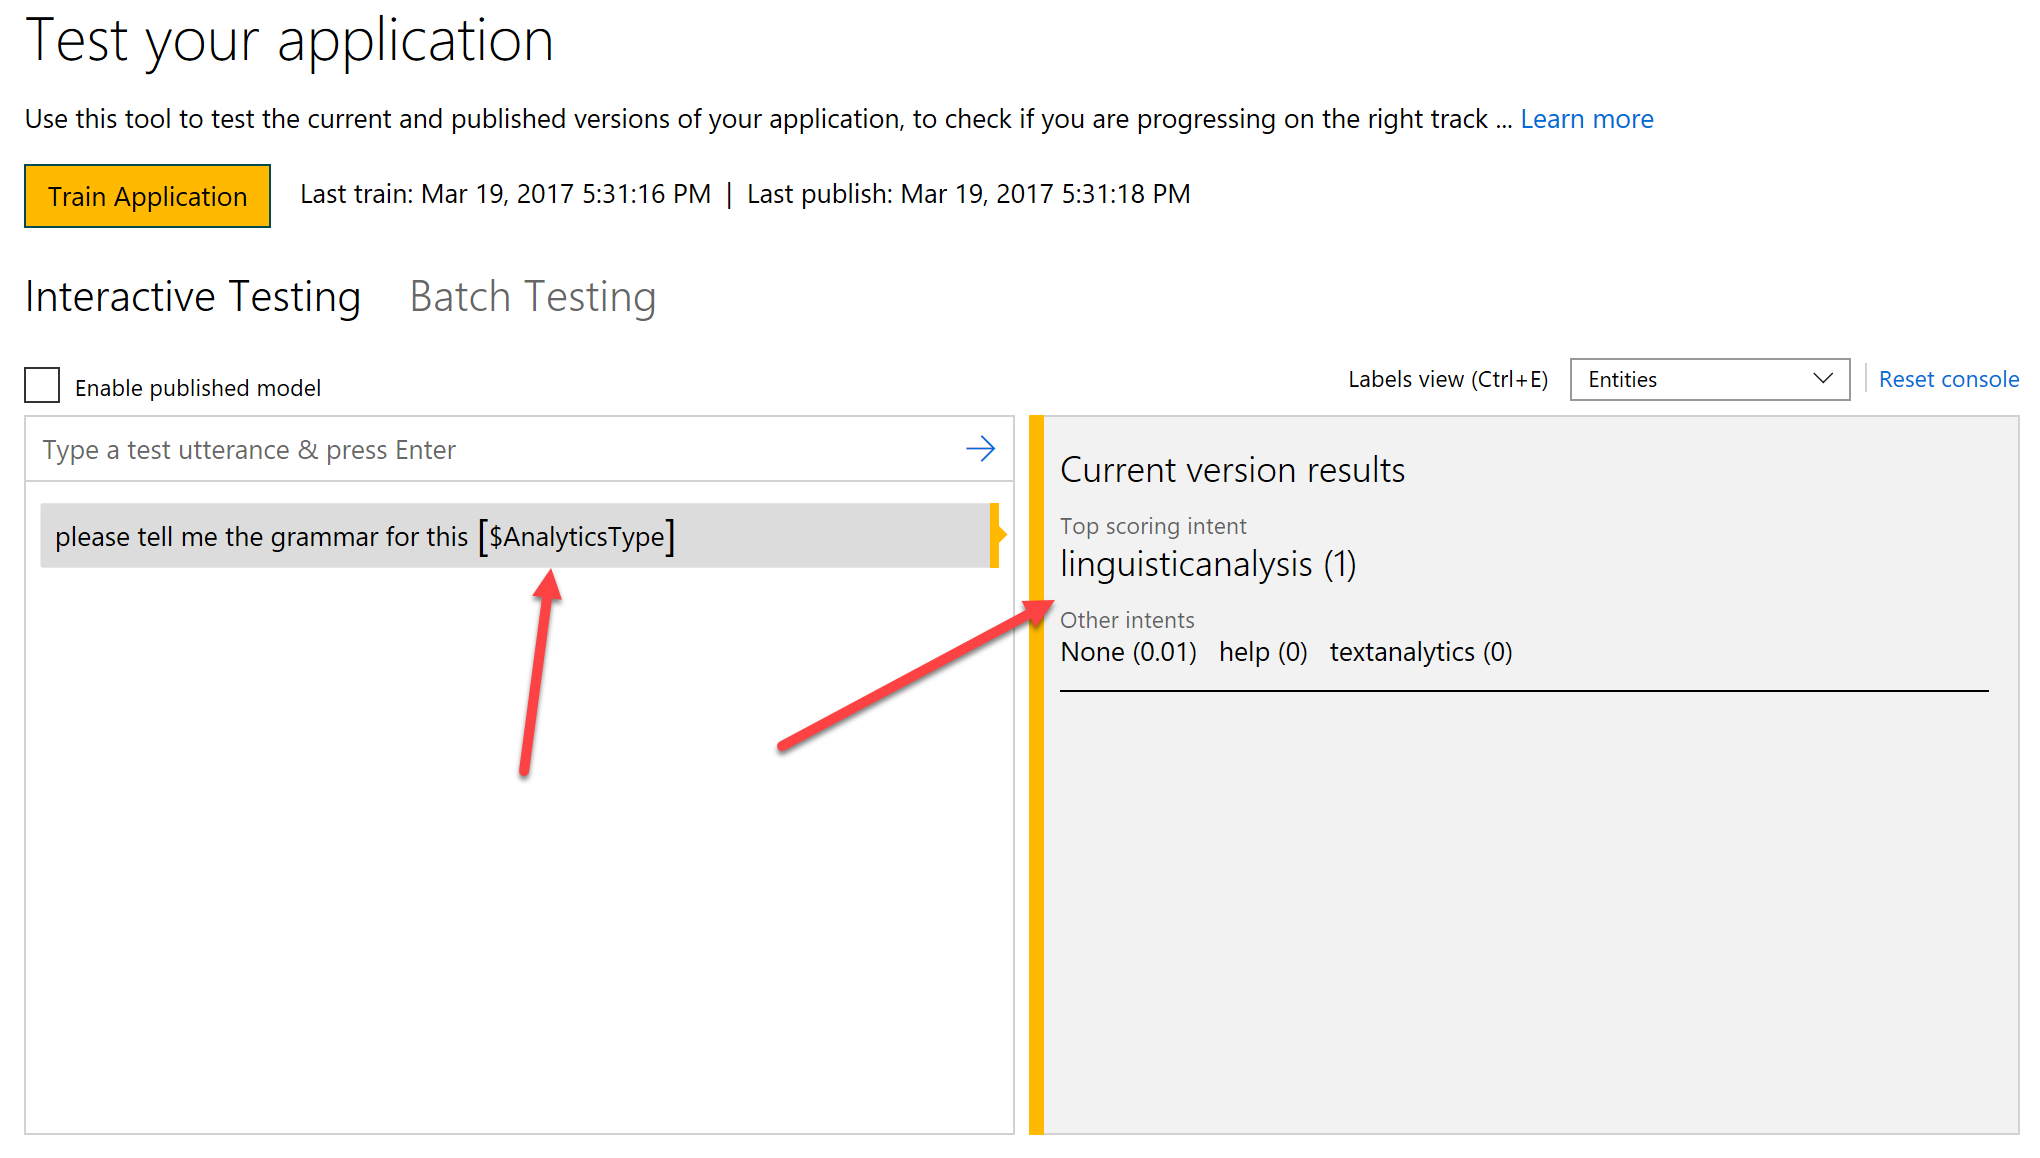 Test your application
Use this tool to test the current and published versions of your application, to check if you are progressing on the right track ... Learn more
Train Application
Last train: Mar 19, 2017 5:31:16 PM | Last publish: Mar 19, 2017 5:31:18 PM
Interactive Testing Batch Testing
Enable published model
Labels view (Ctrl+E) Entities Reset console
Type a test utterance & press Enter
please tell me the grammar for this [$AnalyticsType]
Current version results
Top scoring intent
linguisticanalysis (1)
Other intents
None (0.01) help (0) textanalytics (0)